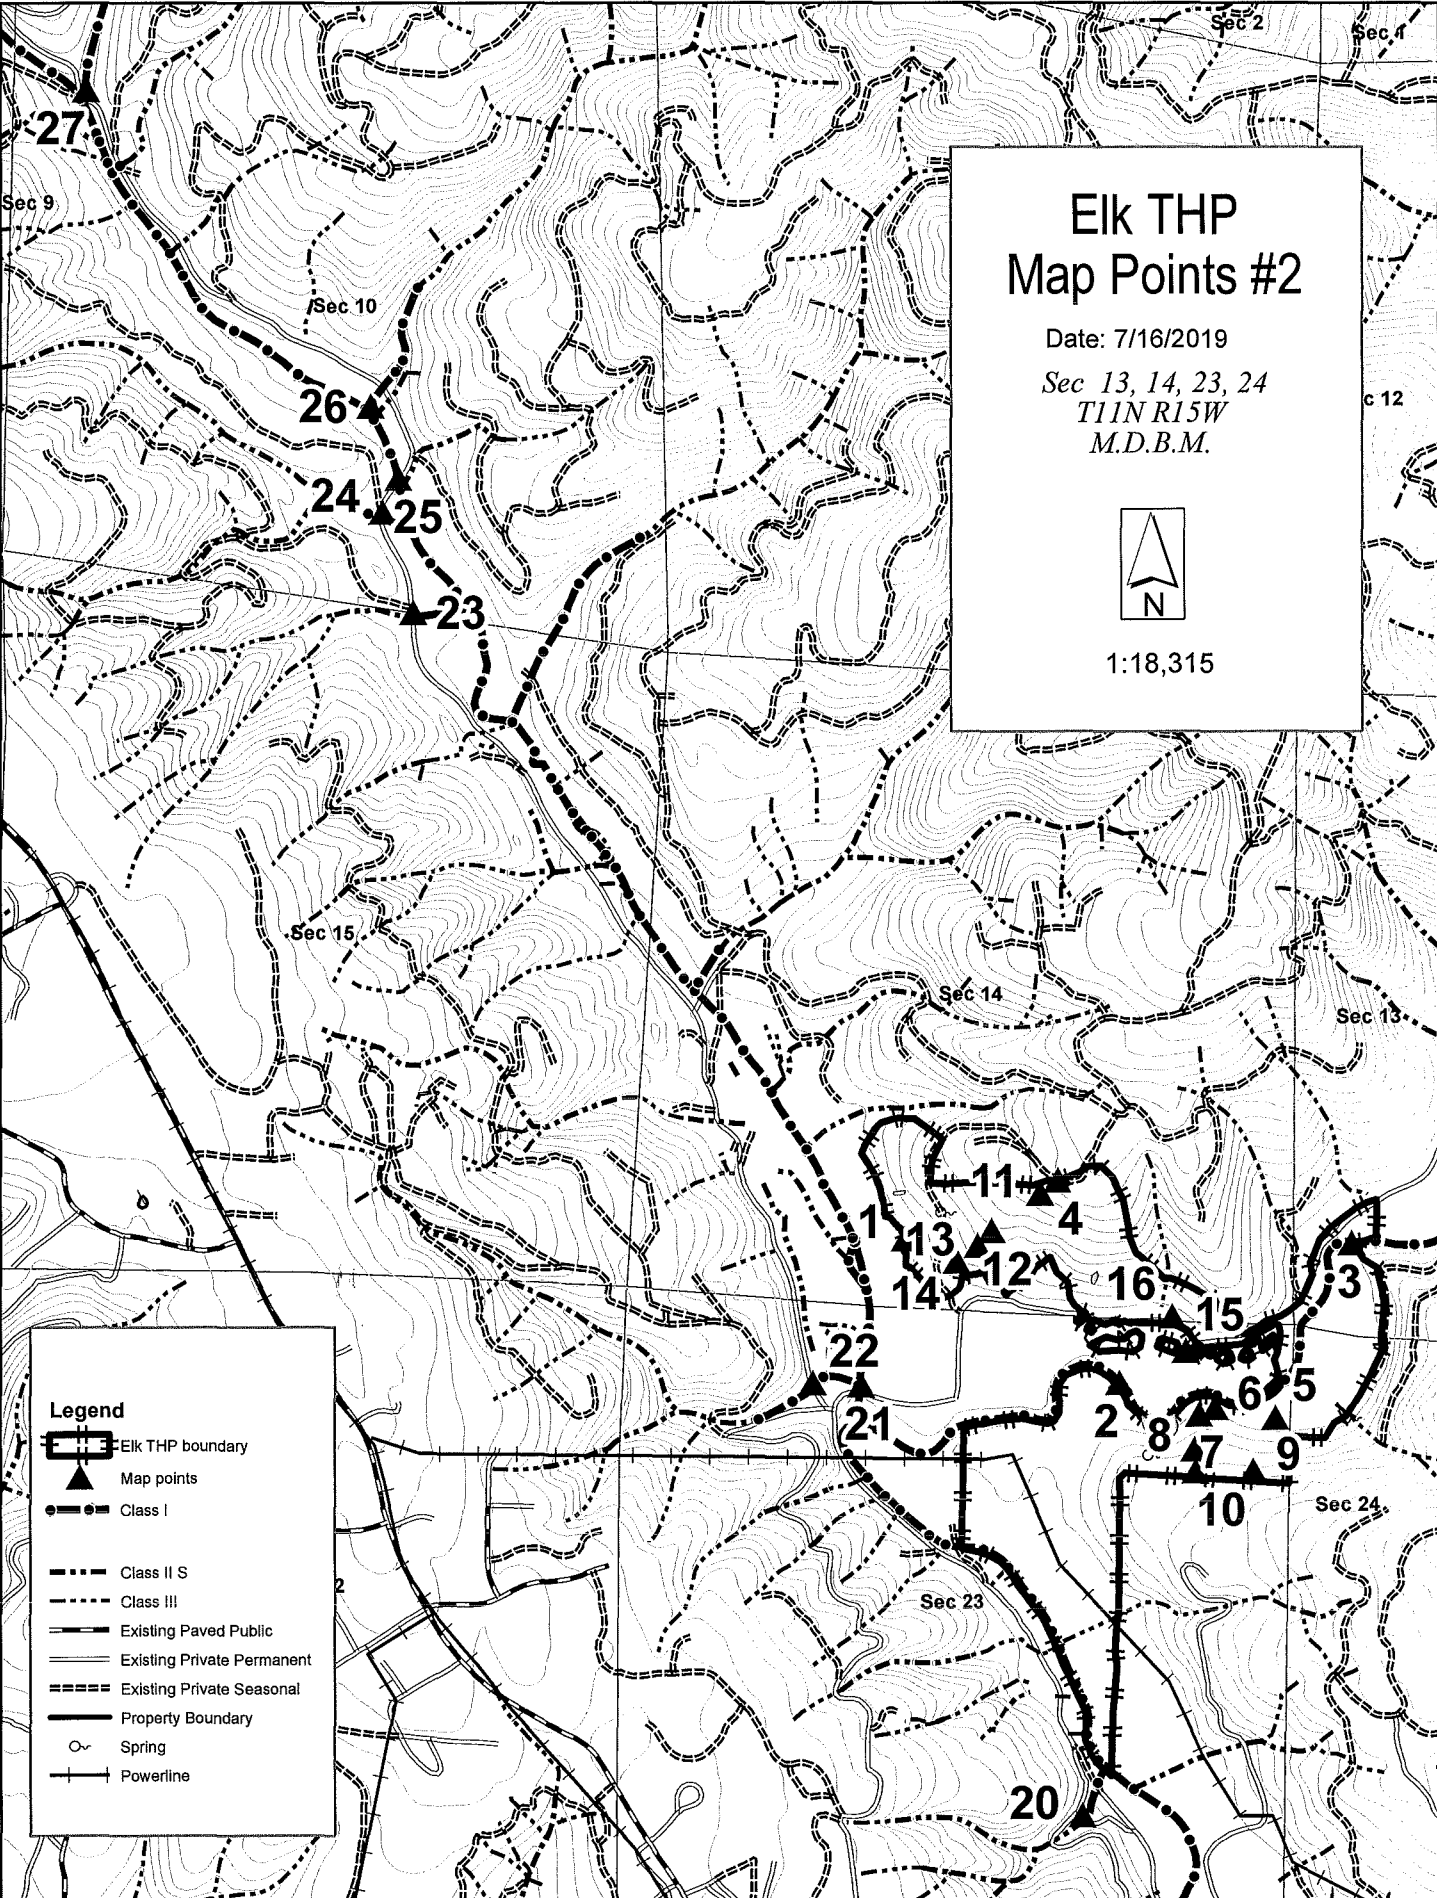 Sec 2
Sec 1
27
Sec 9
Elk THP
Map Points #2
Date: 7/16/2019
Sec 13, 14, 23, 24
T11N R15W
M.D.B.M.
N
1:18,315
Sec 10
c 12
26
24
25
23
Sec 15
Sec 14
Sec 13
11
1
4
13
12
14
16
15
3
22
21
2
6
5
8
7
9
10
Sec 24
Legend
Elk THP boundary
Map points
Class I
Class II S
Class III
Existing Paved Public
Existing Private Permanent
Existing Private Seasonal
Property Boundary
Spring
Powerline
2
Sec 23
20